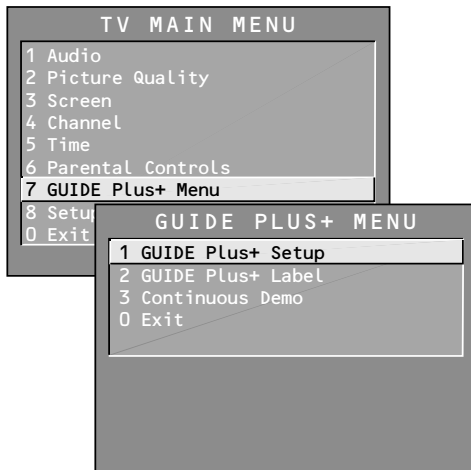 TV MAIN MENU
1 Audio
2 Picture Quality
3 Screen
4 Channel
5 Time
6 Parental Controls
7 GUIDE Plus+ Menu
8 Setup
0 Exit
GUIDE PLUS+ MENU
1 GUIDE Plus+ Setup
2 GUIDE Plus+ Label
3 Continuous Demo
0 Exit